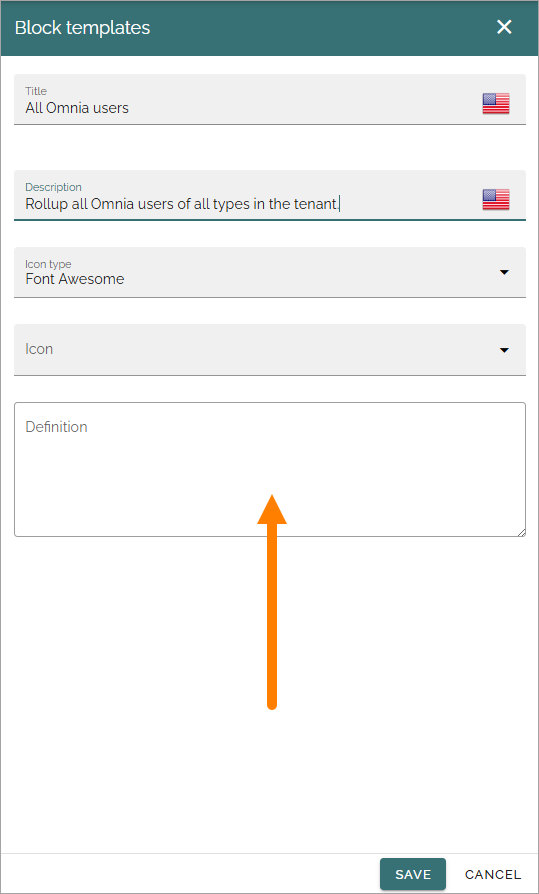 Block templates
Title
All Omnia users
Description
Rollup all Omnia users of all types in the tenant.
Icon type
Font Awesome
Icon
Definition
SAVE CANCEL